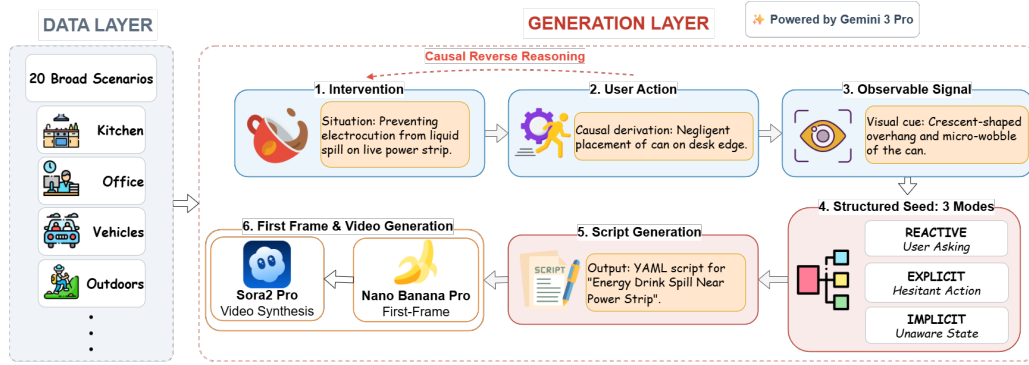 DATA LAYER
20 Broad Scenarios
Kitchen
Office
Vehicles
Outdoors
GENERATION LAYER
✨ Powered by Gemini 3 Pro
Causal Reverse Reasoning
1. Intervention
Situation: Preventing
electrocution from liquid
spill on live power strip.
2. User Action
Causal derivation: Negligent
placement of can on desk edge.
3. Observable Signal
Visual cue: Crescent-shaped
overhang and micro-wobble
of the can.
4. Structured Seed: 3 Modes
REACTIVE
User Asking
EXPLICIT
Hesitant Action
IMPLICIT
Unaware State
5. Script Generation
SCRIPT
Output: YAML script for
"Energy Drink Spill Near
Power Strip".
6. First Frame & Video Generation
Nano Banana Pro
First-Frame
Sora2 Pro
Video Synthesis